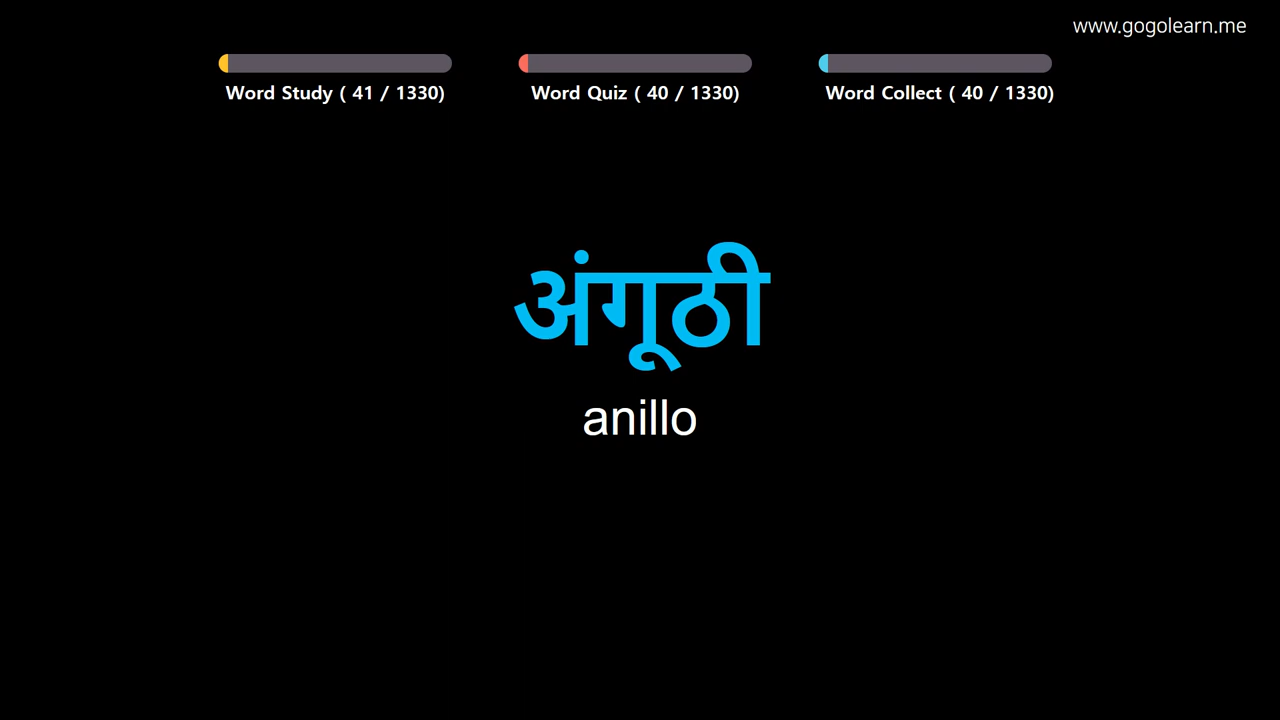 www.gogolearn.me
Word Study ( 41 / 1330)
Word Quiz ( 40 / 1330)
Word Collect ( 40 / 1330)
अंगूठी
anillo